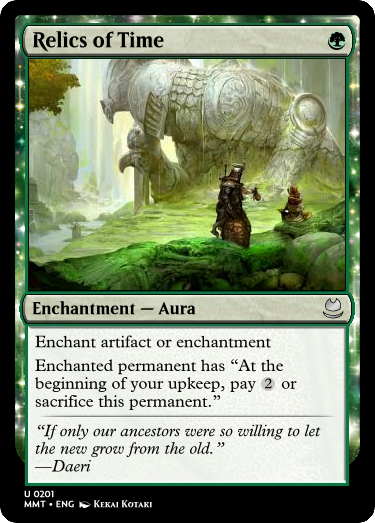 Relics of Time
Enchantment — Aura
Enchant artifact or enchantment
Enchanted permanent has “At the
beginning of your upkeep, pay 2 or
sacrifice this permanent.”
“If only our ancestors were so willing to let
the new grow from the old.”
—Daeri
U 0201
MMT • ENG Kekai Kotaki